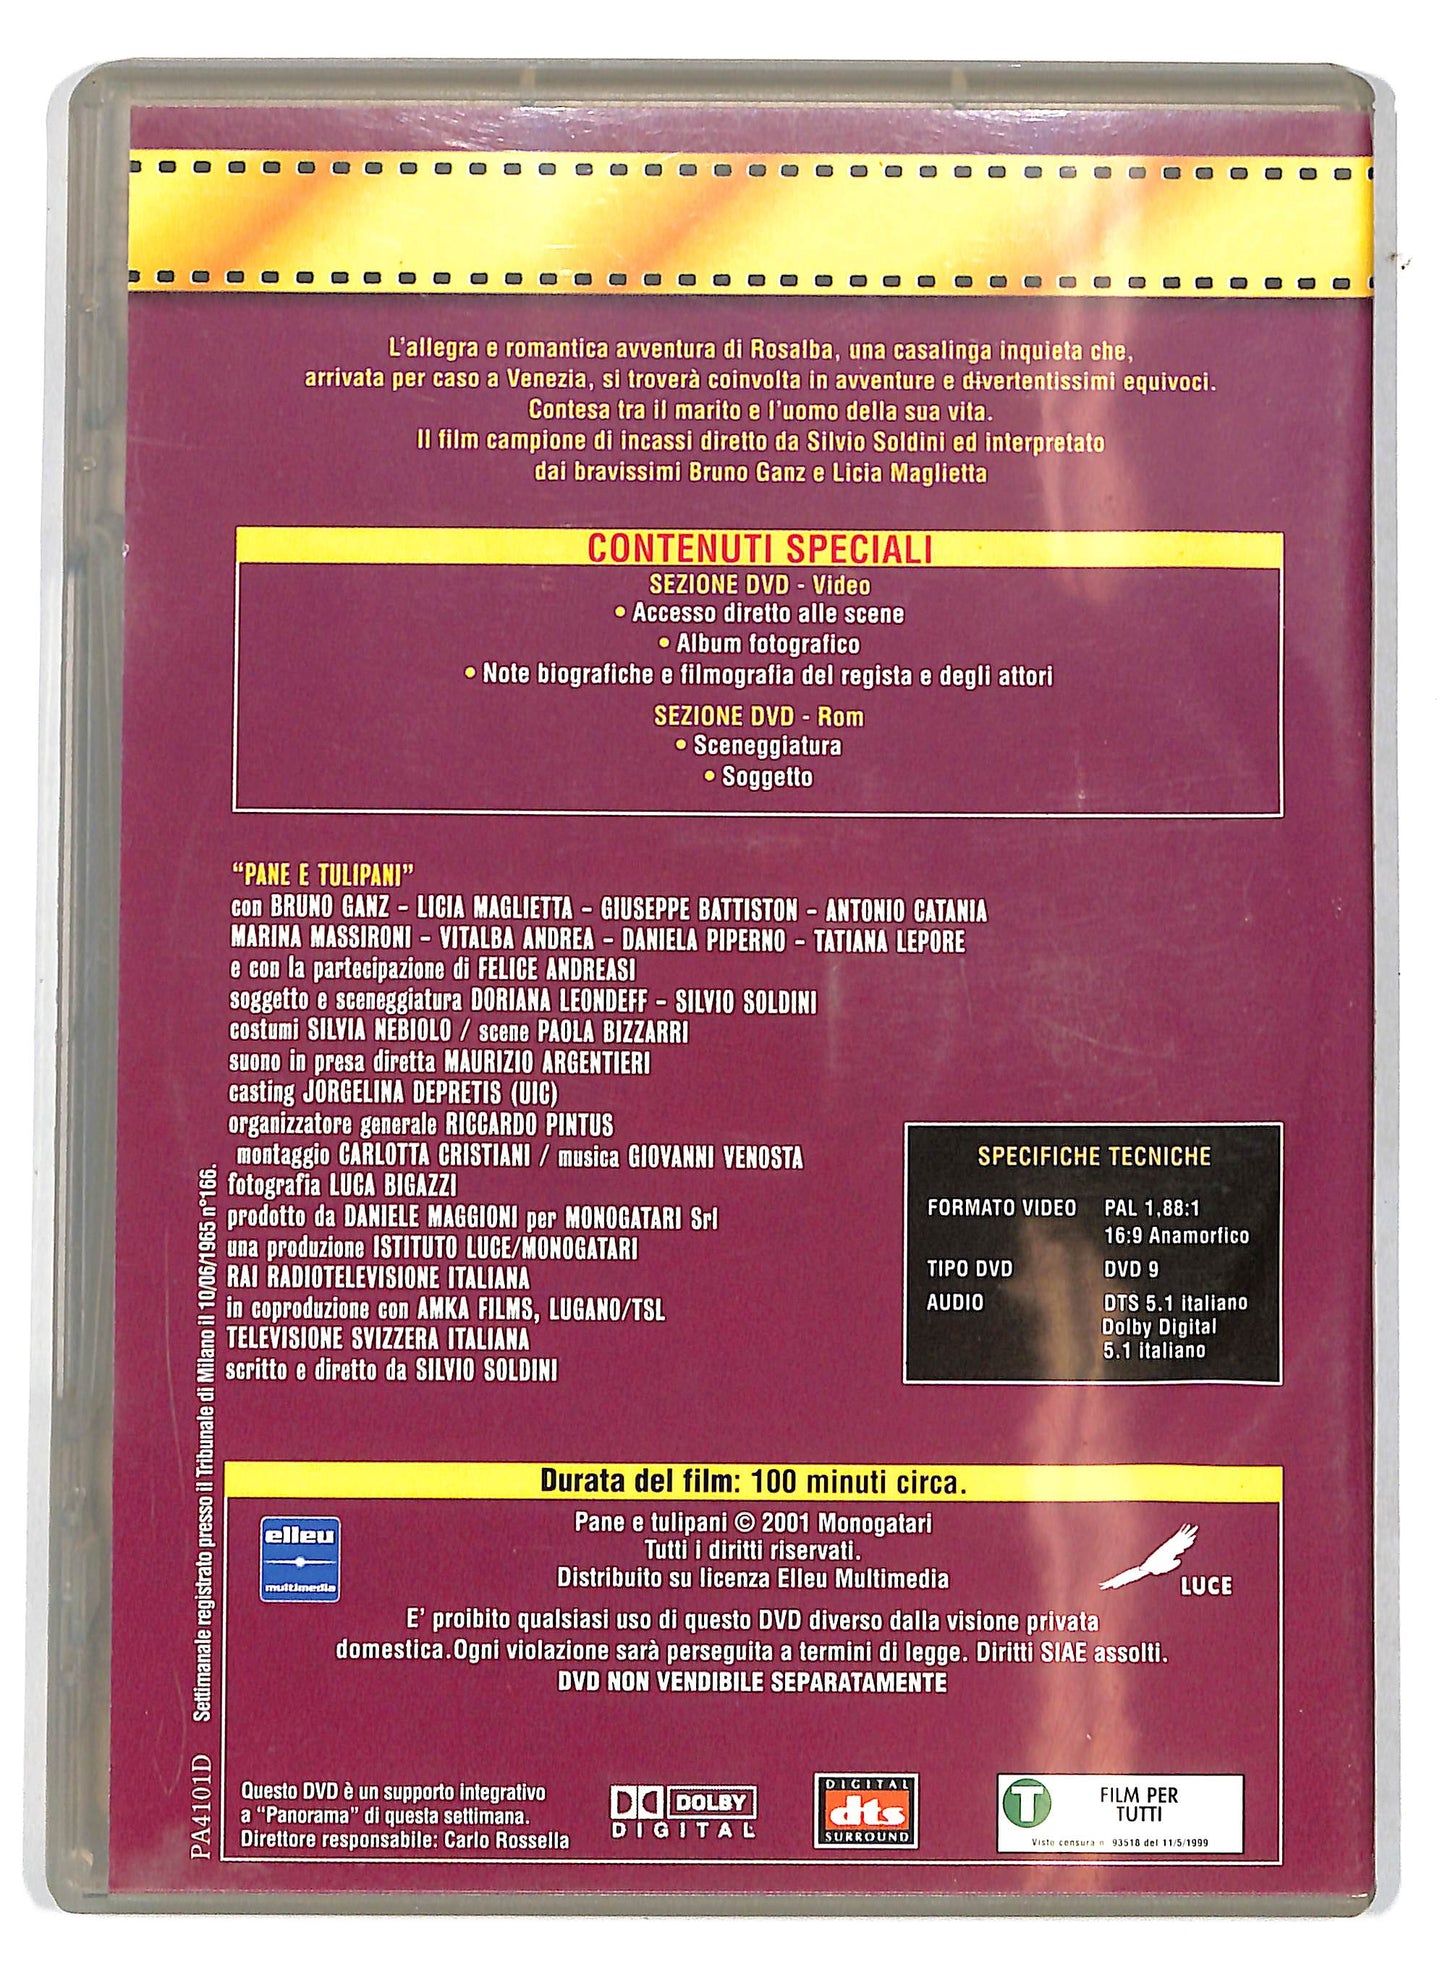 L'allegra e romantica avventura di Rosalba, una casalinga inquieta che,
arrivata per caso a Venezia, si troverà coinvolta in avventure e divertentissimi equivoci.
Contesa tra il marito e l'uomo della sua vita.
Il film campione di incassi diretto da Silvio Soldini ed interpretato
dai bravissimi Bruno Ganz e Licia Maglietta
CONTENUTI SPECIALI
SEZIONE DVD - Video
• Accesso diretto alle scene
• Album fotografico
• Note biografiche e filmografia del regista e degli attori
SEZIONE DVD - Rom
• Sceneggiatura
• Soggetto
“PANE E TULIPANI”
con BRUNO GANZ - LICIA MAGLIETTA - GIUSEPPE BATTISTON - ANTONIO CATANIA
MARINA MASSIRONI - VITALBA ANDREA - DANIELA PIPERNO - TATIANA LEPORE
e con la partecipazione di FELICE ANDREASI
soggetto e sceneggiatura DORIANA LEONDEFF - SILVIO SOLDINI
costumi SILVIA NEBIOLO / scene PAOLA BIZZARRI
suono in presa diretta MAURIZIO ARGENTIERI
casting JORGELINA DEPRETIS (UIC)
organizzatore generale RICCARDO PINTUS
montaggio CARLOTTA CRISTIANI / musica GIOVANNI VENOSTA
fotografia LUCA BIGAZZI
prodotto da DANIELE MAGGIONI per MONOGATARI Srl
una produzione ISTITUTO LUCE/MONOGATARI
RAI RADIOTELEVISIONE ITALIANA
in coproduzione con AMKA FILMS, LUGANO/TSL
TELEVISIONE SVIZZERA ITALIANA
scritto e diretto da SILVIO SOLDINI
SPECIFICHE TECNICHE
FORMATO VIDEO PAL 1,88:1
16:9 Anamorfico
TIPO DVD DVD 9
AUDIO DTS 5.1 italiano
Dolby Digital
5.1 italiano
PA4101D Settimanale registrato presso il Tribunale di Milano il 10/06/1965 n°166.
Durata del film: 100 minuti circa.
elleu
multimedia
Pane e tulipani © 2001 Monogatari
Tutti i diritti riservati.
Distribuito su licenza Elleu Multimedia
LUCE
E' proibito qualsiasi uso di questo DVD diverso dalla visione privata
domestica.Ogni violazione sarà perseguita a termini di legge. Diritti SIAE assolti.
DVD NON VENDIBILE SEPARATAMENTE
Questo DVD è un supporto integrativo
a “Panorama” di questa settimana.
Direttore responsabile: Carlo Rossella
DOLBY
DIGITAL
DIGITAL
dts
SURROUND
T
FILM PER
TUTTI
Visto censura n. 93518 del 11/5/1999